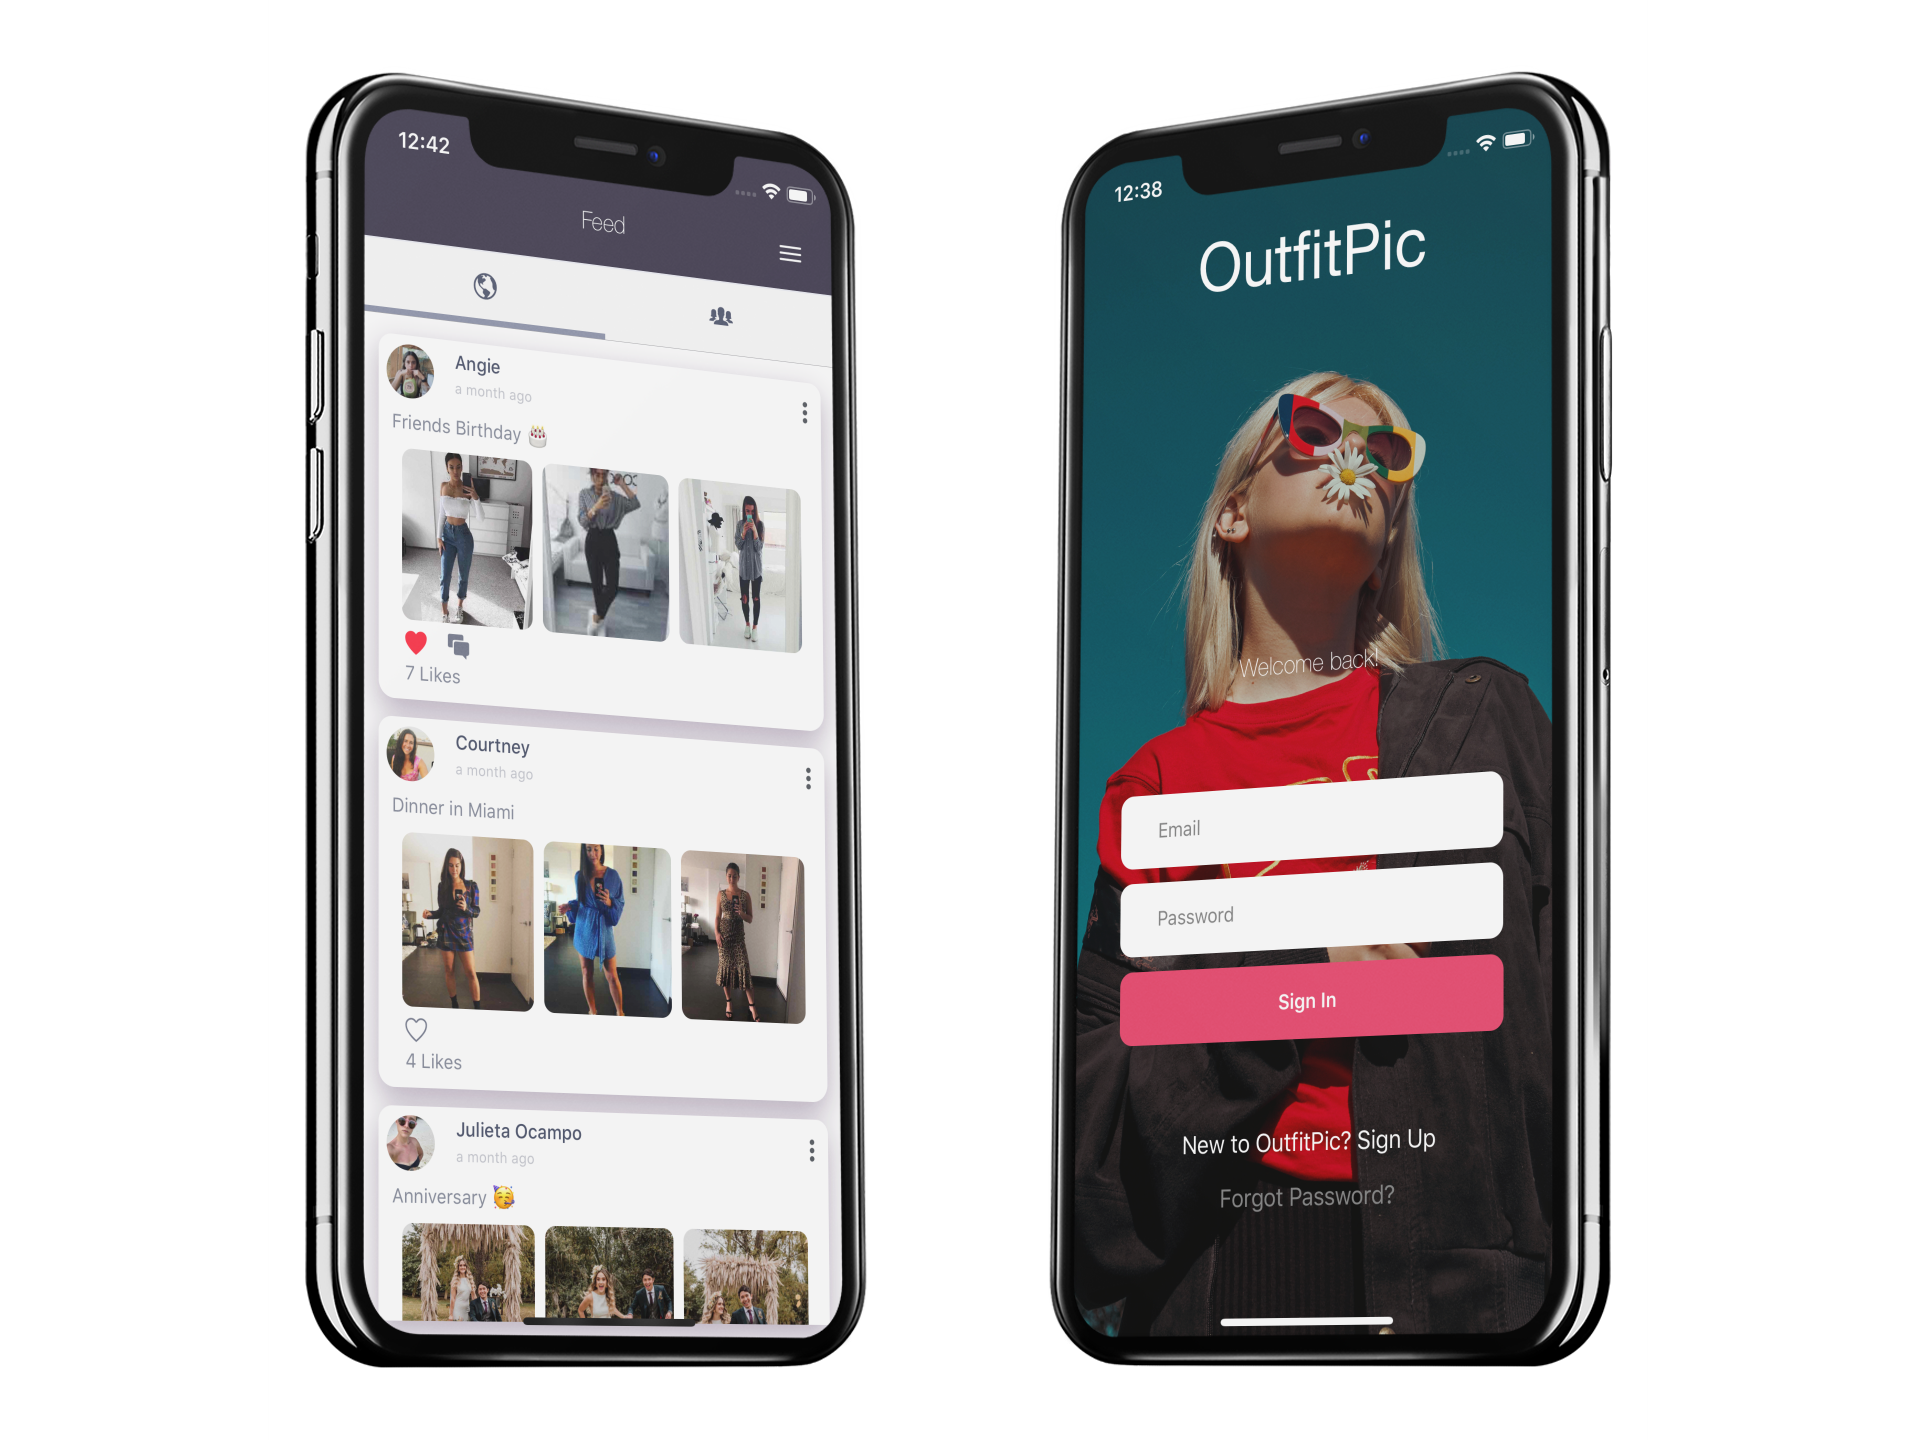 12:42
Feed
Angie
a month ago
Friends Birthday 🎂
7 Likes
Courtney
a month ago
Dinner in Miami
4 Likes
Julieta Ocampo
a month ago
Anniversary 🥳
12:38
OutfitPic
Welcome back!
Email
Password
Sign In
New to OutfitPic? Sign Up
Forgot Password?